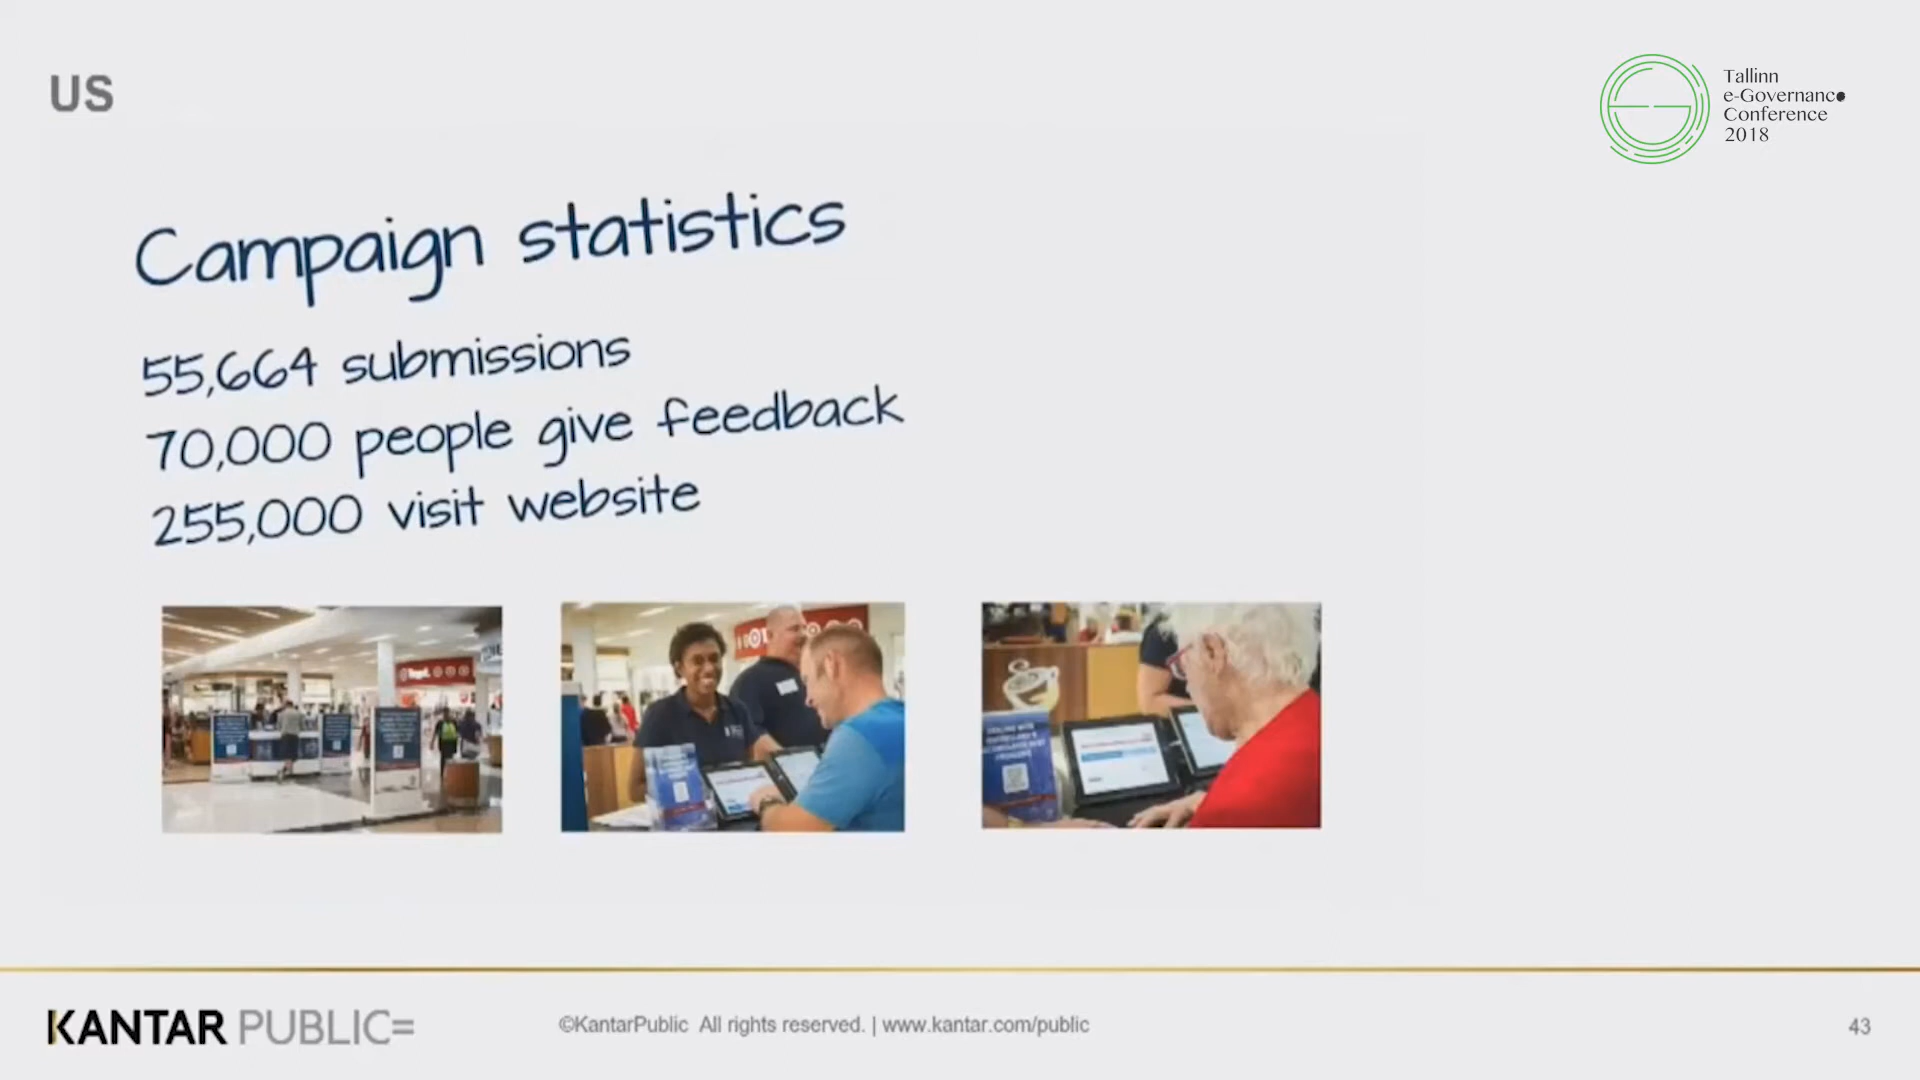 US
Tallinn
e-Governance
Conference
2018
Campaign statistics
55,664 submissions
70,000 people give feedback
255,000 visit website
KANTAR PUBLIC=
©KantarPublic All rights reserved. | www.kantar.com/public
43